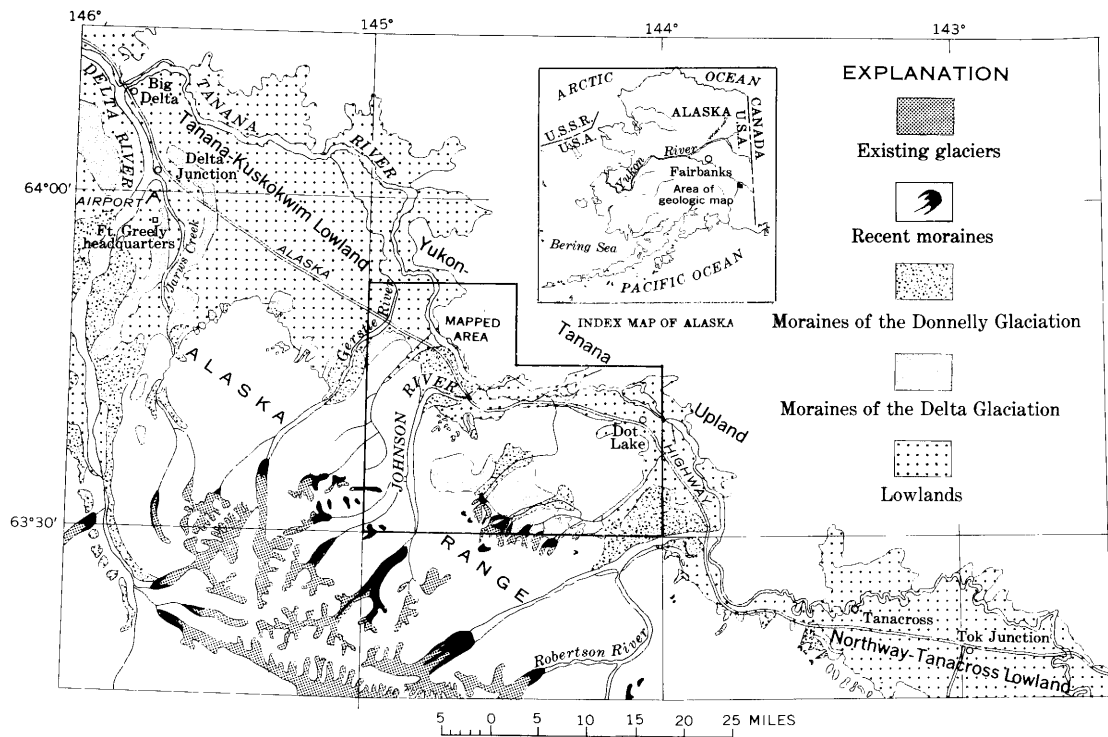 146°
145°
144°
143°
64°00'
63°30'
DELTA RIVER
Big
Delta
TANANA
RIVER
Tanana-Kuskokwim Lowland
Delta
Junction
AIRPORT
Ft. Greely
headquarters
Jarvis Creek
ALASKA
Yukon-
Tanana
Upland
Gerstle River
MAPPED
AREA
ALASKA
RANGE
JOHNSON
RIVER
Dot
Lake
HIGHWAY
Robertson River
Tanacross
Tok Junction
Northway-Tanacross Lowland
ARCTIC OCEAN
U.S.S.R.
U.S.A.
ALASKA
CANADA
U.S.A.
Yukon River
Fairbanks
Area of
geologic map
Bering Sea
PACIFIC OCEAN
INDEX MAP OF ALASKA
EXPLANATION
Existing glaciers
Recent moraines
Moraines of the Donnelly Glaciation
Moraines of the Delta Glaciation
Lowlands
5 0 5 10 15 20 25 MILES